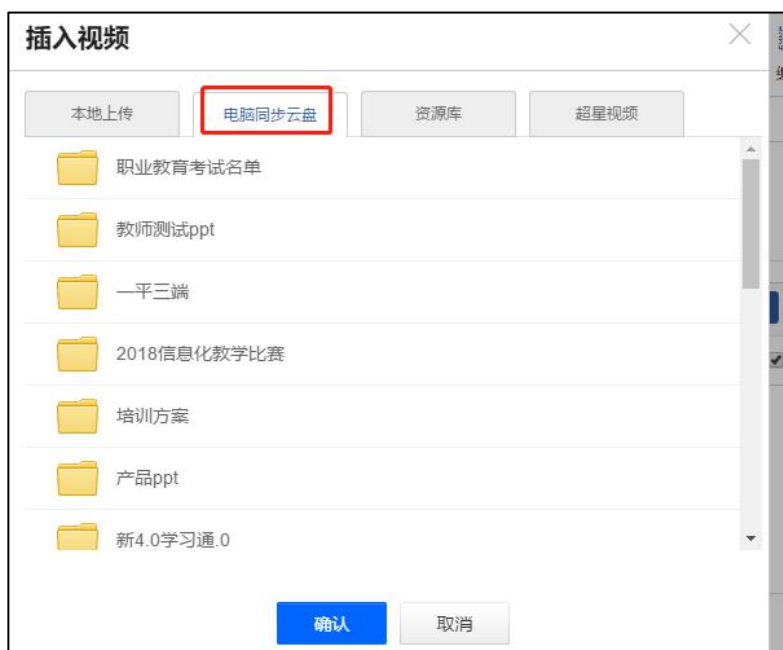 插入视频
本地上传 电脑同步云盘 资源库 超星视频
职业教育考试名单
教师测试ppt
一平三端
2018信息化教学比赛
培训方案
产品ppt
新4.0学习通.0
确认 取消